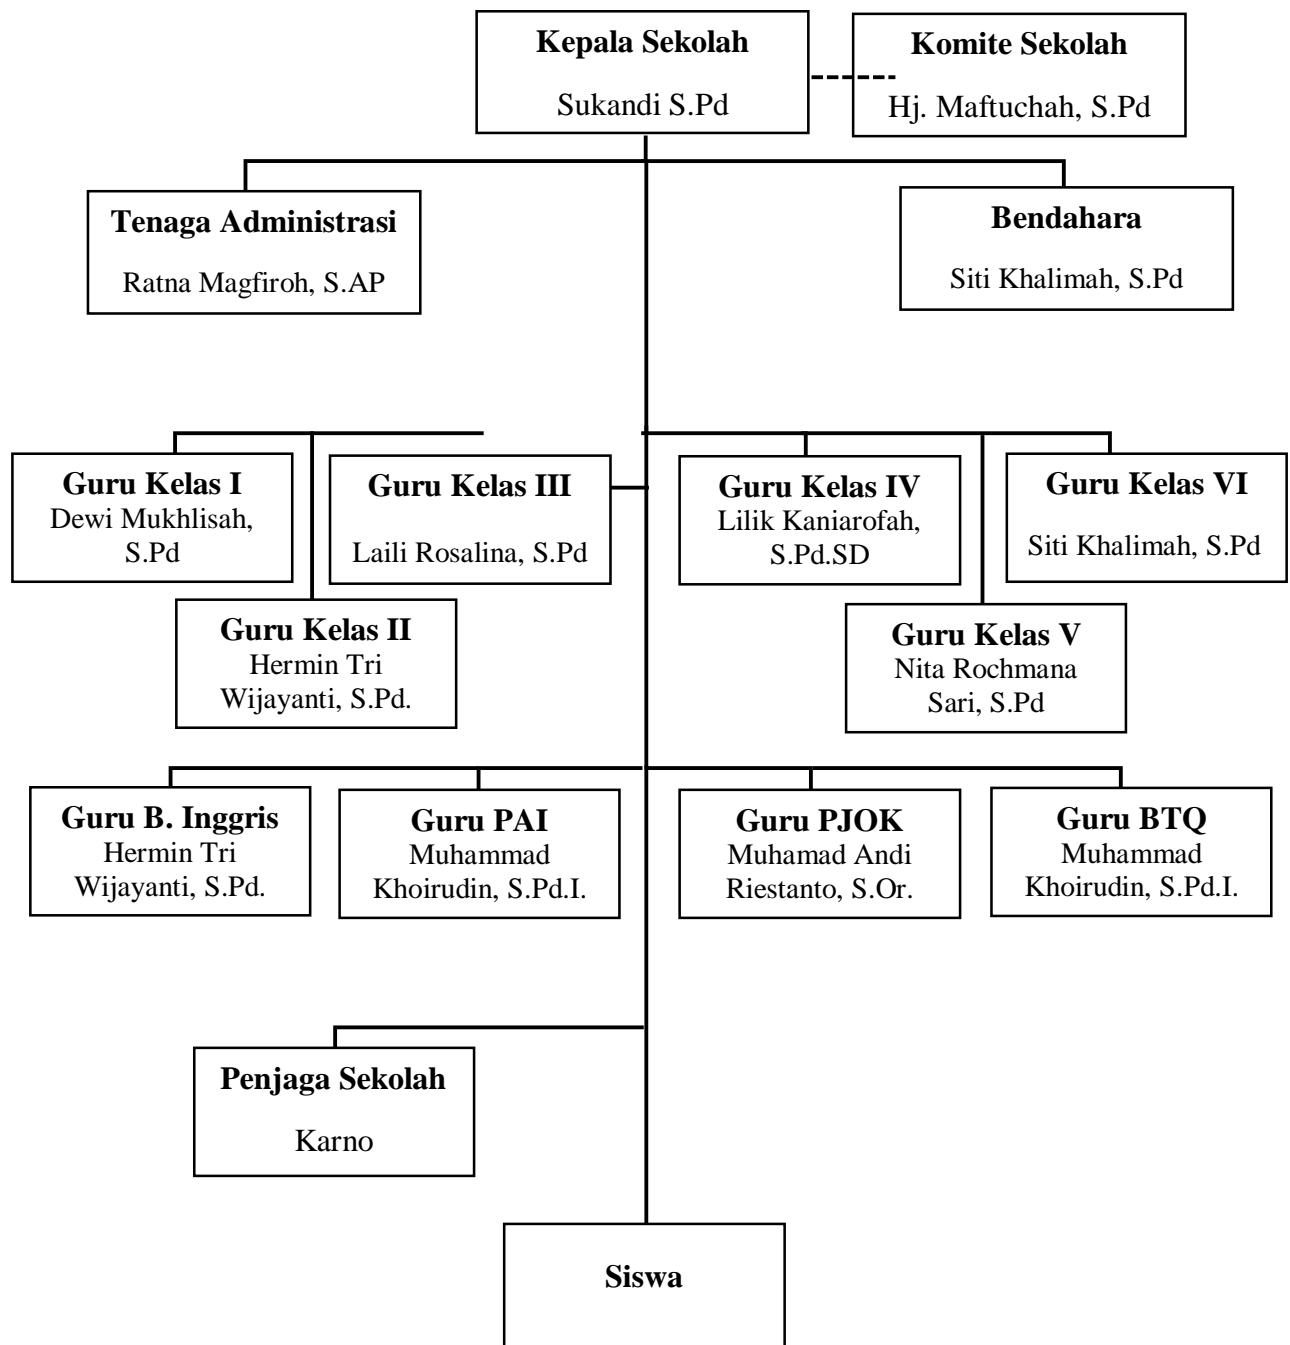 Kepala Sekolah
Sukandi S.Pd
Komite Sekolah
Hj. Maftuchah, S.Pd
Tenaga Administrasi
Ratna Magfiroh, S.AP
Bendahara
Siti Khalimah, S.Pd
Guru Kelas I
Dewi Mukhlisah,
S.Pd
Guru Kelas III
Laili Rosalina, S.Pd
Guru Kelas IV
Lilik Kaniarofah,
S.Pd.SD
Guru Kelas VI
Siti Khalimah, S.Pd
Guru Kelas II
Hermin Tri
Wijayanti, S.Pd.
Guru Kelas V
Nita Rochmana
Sari, S.Pd
Guru B. Inggris
Hermin Tri
Wijayanti, S.Pd.
Guru PAI
Muhammad
Khoirudin, S.Pd.I.
Guru PJOK
Muhamad Andi
Riestanto, S.Or.
Guru BTQ
Muhammad
Khoirudin, S.Pd.I.
Penjaga Sekolah
Karno
Siswa